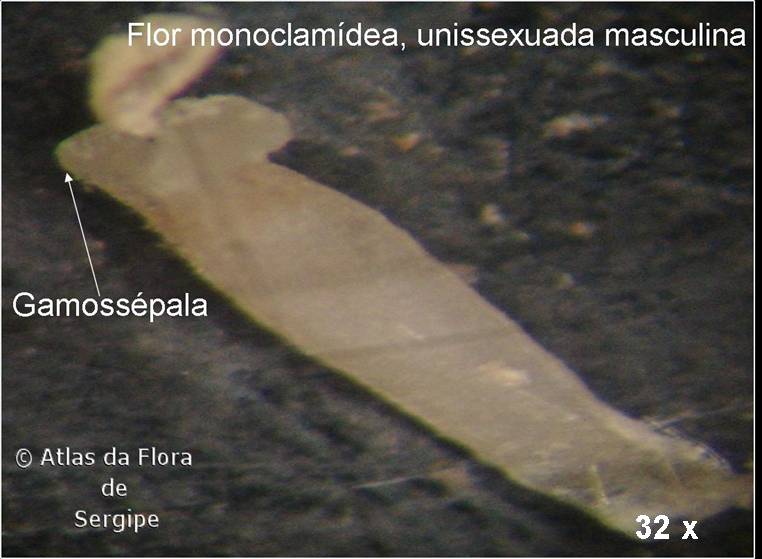 Flor monoclamídea, unissexuada masculina
Gamossépala
© Atlas da Flora
de
Sergipe
32 x